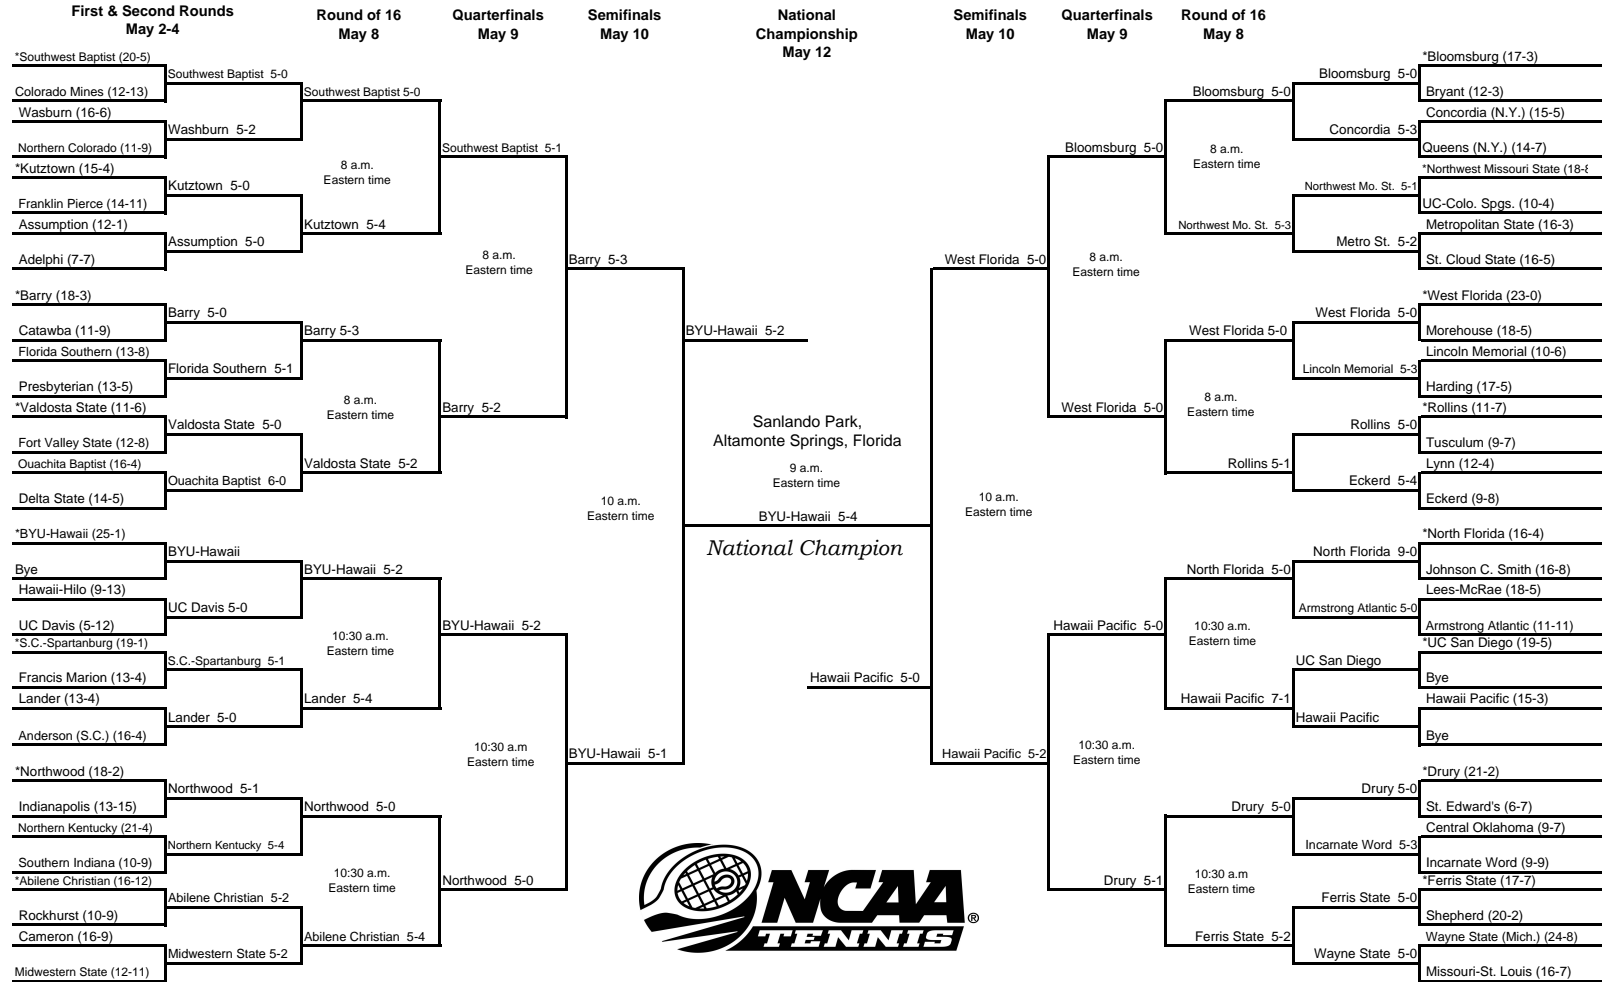 First & Second Rounds
May 2-4
Round of 16
May 8
Quarterfinals
May 9
Semifinals
May 10
National
Championship
May 12
Semifinals
May 10
Quarterfinals
May 9
Round of 16
May 8
*Southwest Baptist (20-5)
Southwest Baptist 5-0
Colorado Mines (12-13)
Southwest Baptist 5-0
Wasburn (16-6)
Washburn 5-2
Northern Colorado (11-9)
Southwest Baptist 5-1
8 a.m.
Eastern time
*Kutztown (15-4)
Kutztown 5-0
Franklin Pierce (14-11)
Kutztown 5-4
Assumption (12-1)
Assumption 5-0
Adelphi (7-7)
8 a.m.
Eastern time
Barry 5-3
*Barry (18-3)
Barry 5-0
Catawba (11-9)
Barry 5-3
Florida Southern (13-8)
Florida Southern 5-1
Presbyterian (13-5)
8 a.m.
Eastern time
Barry 5-2
*Valdosta State (11-6)
Valdosta State 5-0
Fort Valley State (12-8)
Valdosta State 5-2
Ouachita Baptist (16-4)
Ouachita Baptist 6-0
Delta State (14-5)
10 a.m.
Eastern time
BYU-Hawaii 5-2
*BYU-Hawaii (25-1)
BYU-Hawaii
Bye
BYU-Hawaii 5-2
Hawaii-Hilo (9-13)
UC Davis 5-0
UC Davis (5-12)
10:30 a.m.
Eastern time
BYU-Hawaii 5-2
*S.C.-Spartanburg (19-1)
S.C.-Spartanburg 5-1
Francis Marion (13-4)
Lander 5-4
Lander (13-4)
Lander 5-0
Anderson (S.C.) (16-4)
10:30 a.m
Eastern time
BYU-Hawaii 5-1
*Northwood (18-2)
Northwood 5-1
Indianapolis (13-15)
Northwood 5-0
Northern Kentucky (21-4)
Northern Kentucky 5-4
Southern Indiana (10-9)
10:30 a.m.
Eastern time
Northwood 5-0
*Abilene Christian (16-12)
Abilene Christian 5-2
Rockhurst (10-9)
Abilene Christian 5-4
Cameron (16-9)
Midwestern State 5-2
Midwestern State (12-11)
Sanlando Park,
Altamonte Springs, Florida
9 a.m.
Eastern time
BYU-Hawaii 5-4
National Champion
Hawaii Pacific 5-0
NCAA
TENNIS
®
*Bloomsburg (17-3)
Bloomsburg 5-0
Bryant (12-3)
Bloomsburg 5-0
Concordia (N.Y.) (15-5)
Concordia 5-3
Queens (N.Y.) (14-7)
Bloomsburg 5-0
8 a.m.
Eastern time
*Northwest Missouri State (18-8
Northwest Mo. St. 5-1
UC-Colo. Spgs. (10-4)
Northwest Mo. St. 5-3
Metropolitan State (16-3)
Metro St. 5-2
St. Cloud State (16-5)
8 a.m.
Eastern time
West Florida 5-0
*West Florida (23-0)
West Florida 5-0
Morehouse (18-5)
West Florida 5-0
Lincoln Memorial (10-6)
Lincoln Memorial 5-3
Harding (17-5)
8 a.m.
Eastern time
West Florida 5-0
*Rollins (11-7)
Rollins 5-0
Tusculum (9-7)
Rollins 5-1
Lynn (12-4)
Eckerd 5-4
Eckerd (9-8)
10 a.m.
Eastern time
*North Florida (16-4)
North Florida 9-0
Johnson C. Smith (16-8)
North Florida 5-0
Lees-McRae (18-5)
Armstrong Atlantic 5-0
Armstrong Atlantic (11-11)
10:30 a.m.
Eastern time
Hawaii Pacific 5-0
*UC San Diego (19-5)
UC San Diego
Bye
Hawaii Pacific 7-1
Hawaii Pacific (15-3)
Hawaii Pacific
Bye
10:30 a.m.
Eastern time
Hawaii Pacific 5-2
*Drury (21-2)
Drury 5-0
St. Edward's (6-7)
Drury 5-0
Central Oklahoma (9-7)
Incarnate Word 5-3
Incarnate Word (9-9)
10:30 a.m
Eastern time
Drury 5-1
*Ferris State (17-7)
Ferris State 5-0
Shepherd (20-2)
Ferris State 5-2
Wayne State (Mich.) (24-8)
Wayne State 5-0
Missouri-St. Louis (16-7)